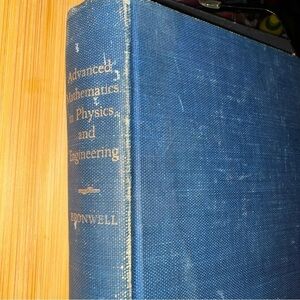 Advanced
Mathematics
in Physics
and
Engineering
BRONWELL